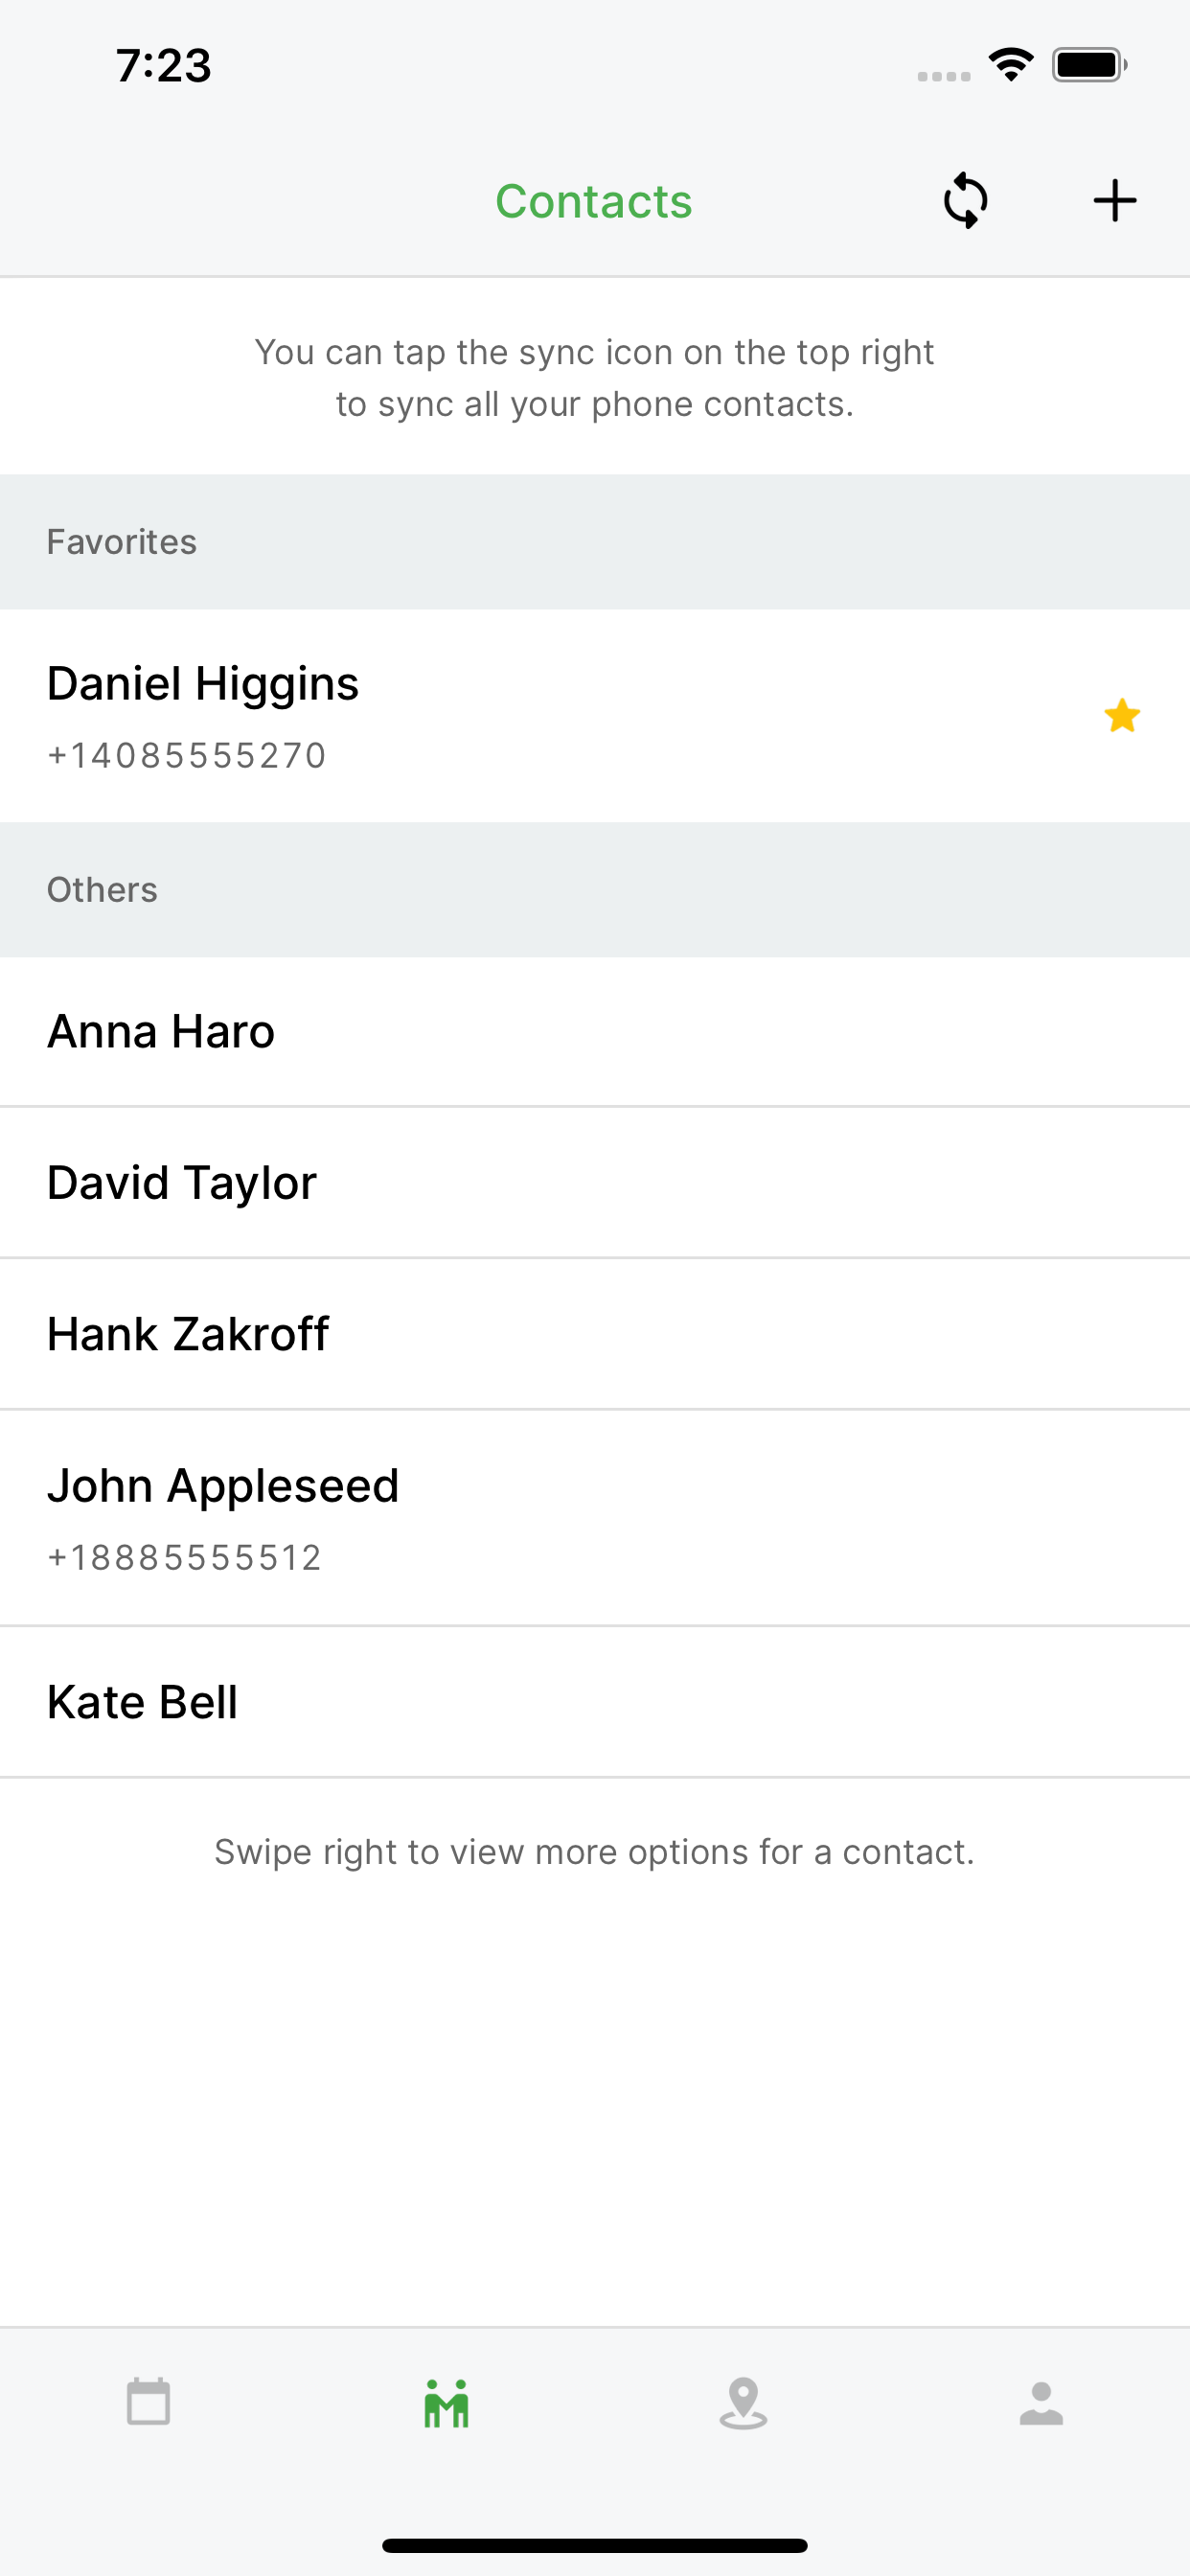 7:23
Contacts
You can tap the sync icon on the top right
to sync all your phone contacts.
Favorites
Daniel Higgins
+14085555270
Others
Anna Haro
David Taylor
Hank Zakroff
John Appleseed
+18885555512
Kate Bell
Swipe right to view more options for a contact.